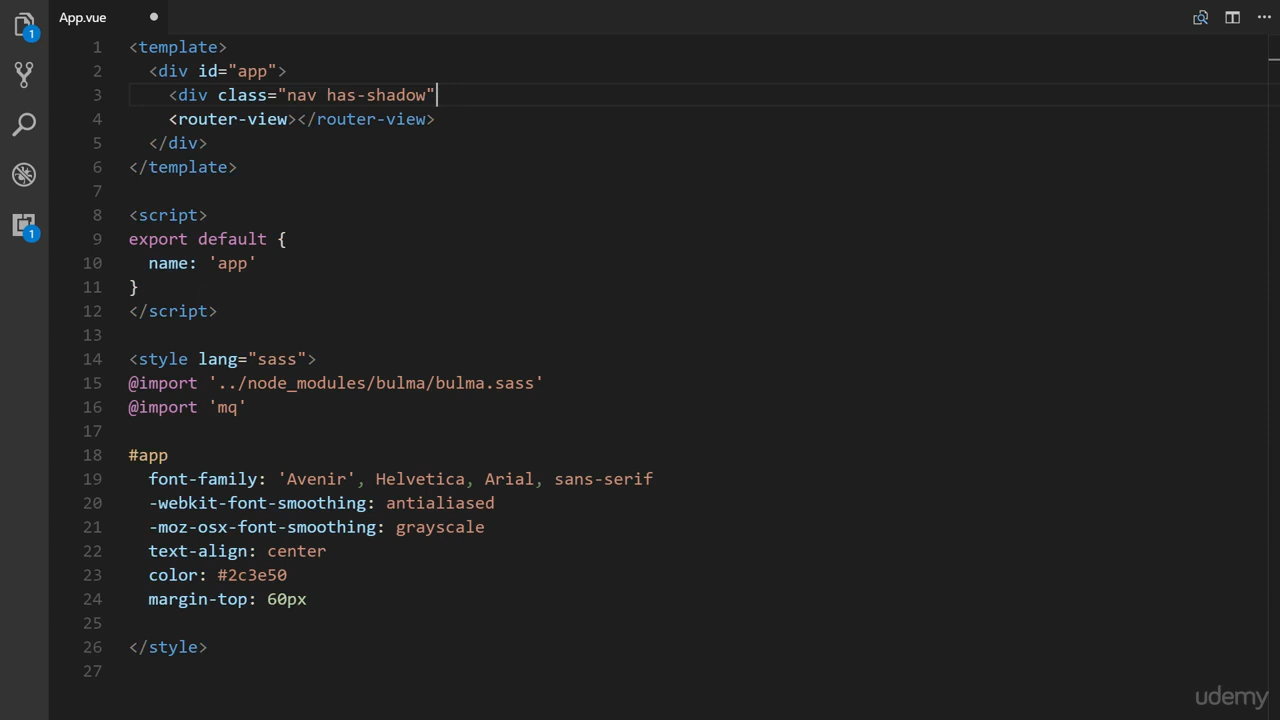 App.vue
1
1
1 <template>
2 <div id="app">
3 <div class="nav has-shadow"
4 <router-view></router-view>
5 </div>
6 </template>
7
8 <script>
9 export default {
10 name: 'app'
11 }
12 </script>
13
14 <style lang="sass">
15 @import '../node_modules/bulma/bulma.sass'
16 @import 'mq'
17
18 #app
19 font-family: 'Avenir', Helvetica, Arial, sans-serif
20 -webkit-font-smoothing: antialiased
21 -moz-osx-font-smoothing: grayscale
22 text-align: center
23 color: #2c3e50
24 margin-top: 60px
25
26 </style>
27
udemy